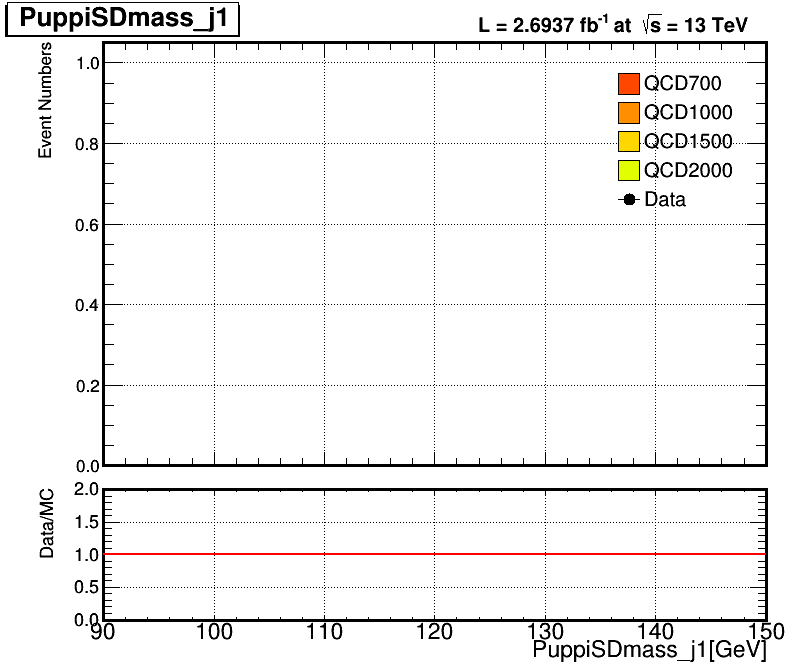 PuppiSDmass_j1
L = 2.6937 fb-1 at √s = 13 TeV
Event Numbers
1.0
0.8
0.6
0.4
0.2
0.0
QCD700
QCD1000
QCD1500
QCD2000
Data
Data/MC
2.0
1.5
1.0
0.5
0.0
90 100 110 120 130 140 150
PuppiSDmass_j1[GeV]